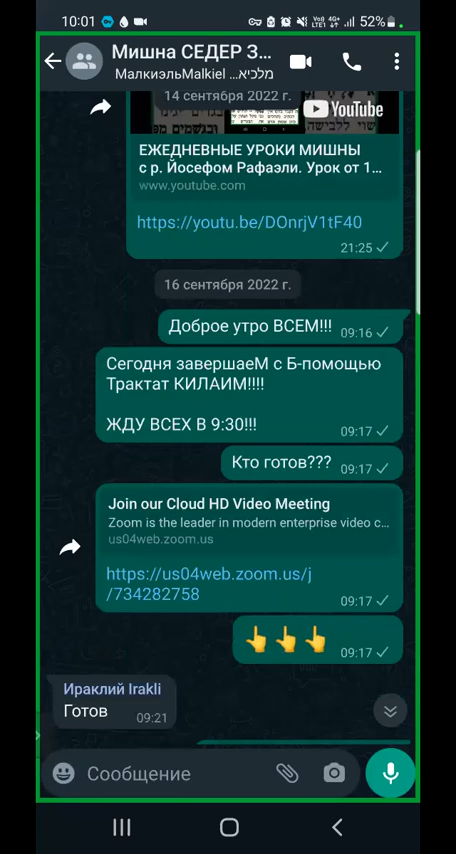 10:01
VoLTE1 4G+ 52%
Мишна СЕДЕР З...
МалкиэльMalkiel ...מלכיא
14 сентября 2022 г.
YouTube
ЕЖЕДНЕВНЫЕ УРОКИ МИШНЫ
с р. Йосефом Рафаэли. Урок от 1...
www.youtube.com
https://youtu.be/DOnrjV1tF40
21:25
16 сентября 2022 г.
Доброе утро ВСЕМ!!! 09:16
Сегодня завершаеМ с Б-помощью
Трактат КИЛАИМ!!!!
ЖДУ ВСЕХ В 9:30!!!
09:17
Кто готов??? 09:17
Join our Cloud HD Video Meeting
Zoom is the leader in modern enterprise video c...
us04web.zoom.us
https://us04web.zoom.us/j
/734282758
09:17
👆👆👆 09:17
Ираклий Irakli
Готов 09:21
Сообщение